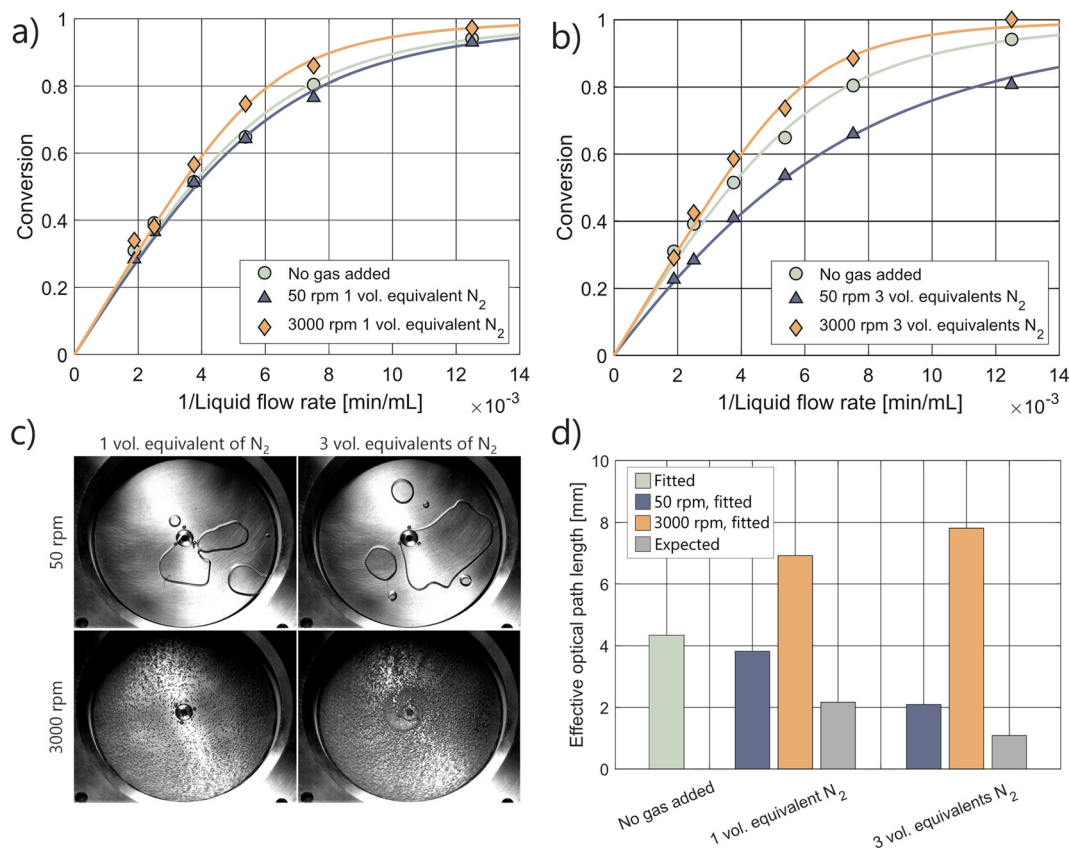 a)
1
0.8
0.6
0.4
0.2
0
Conversion
No gas added
50 rpm 1 vol. equivalent N2
3000 rpm 1 vol. equivalent N2
0 2 4 6 8 10 12 14
1/Liquid flow rate [min/mL] ×10-3
b)
1
0.8
0.6
0.4
0.2
0
Conversion
No gas added
50 rpm 3 vol. equivalents N2
3000 rpm 3 vol. equivalents N2
0 2 4 6 8 10 12 14
1/Liquid flow rate [min/mL] ×10-3
c)
1 vol. equivalent of N2 3 vol. equivalents of N2
50 rpm
3000 rpm
d)
10
8
6
4
2
0
Effective optical path length [mm]
Fitted
50 rpm, fitted
3000 rpm, fitted
Expected
No gas added
1 vol. equivalent N2
3 vol. equivalents N2